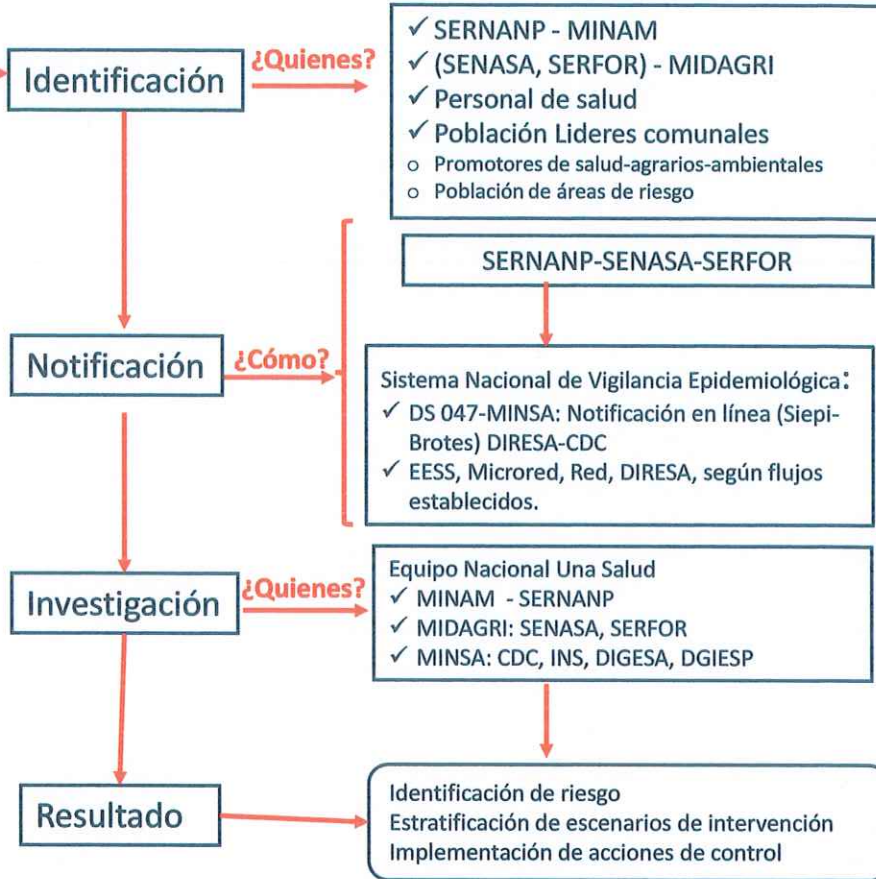 Identificación
¿Quienes?
✓ SERNANP - MINAM
✓ (SENASA, SERFOR) - MIDAGRI
✓ Personal de salud
✓ Población Lideres comunales
o Promotores de salud-agrarios-ambientales
o Población de áreas de riesgo
Notificación
¿Cómo?
SERNANP-SENASA-SERFOR
Sistema Nacional de Vigilancia Epidemiológica:
✓ DS 047-MINSA: Notificación en línea (Siepi-
Brotes) DIRESA-CDC
✓ EESS, Microred, Red, DIRESA, según flujos
establecidos.
Investigación
¿Quienes?
Equipo Nacional Una Salud
✓ MINAM - SERNANP
✓ MIDAGRI: SENASA, SERFOR
✓ MINSA: CDC, INS, DIGESA, DGIESP
Resultado
Identificación de riesgo
Estratificación de escenarios de intervención
Implementación de acciones de control